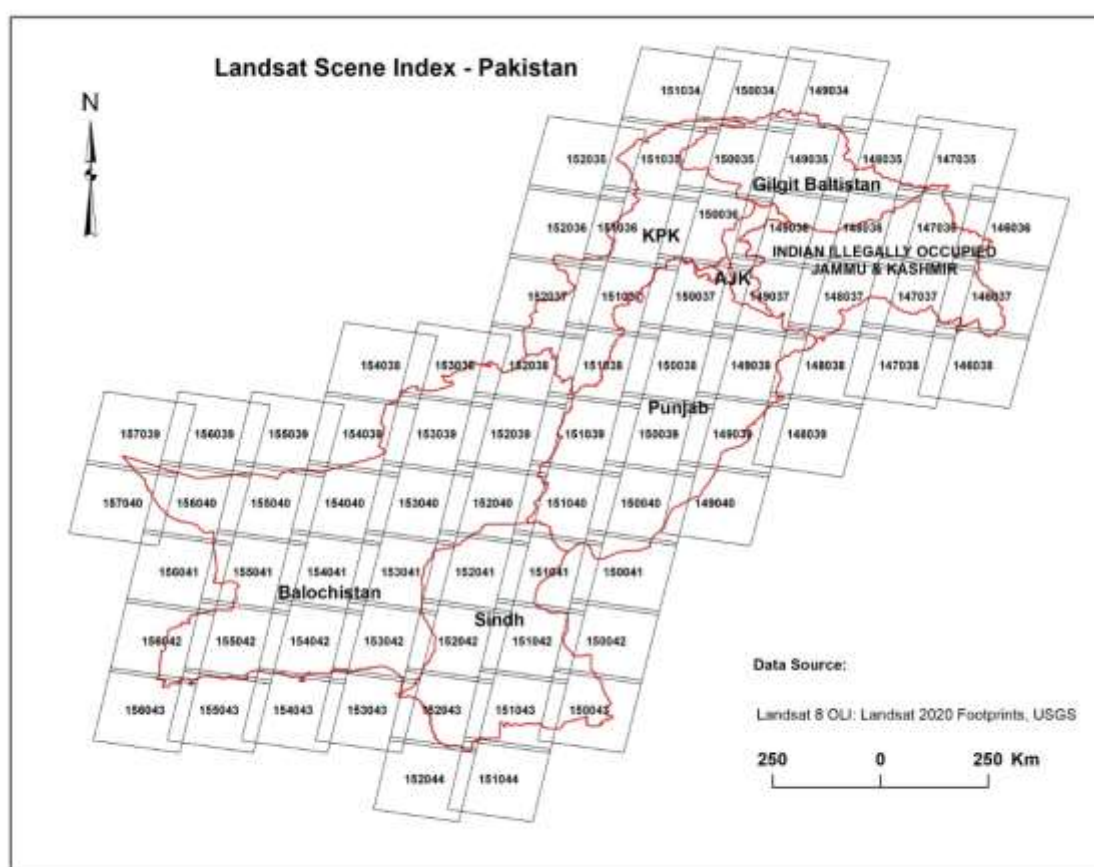 Landsat Scene Index - Pakistan
N
151034 150034 149034
152035 151035 150035 149035 148035 147035
Gilgit Baltistan
150036
152036 151036 149036 148036 147036 146036
KPK
INDIAN ILLEGALLY OCCUPIED
JAMMU & KASHMIR
AJK
152037 151037 150037 149037 148037 147037 146037
154038 153038 152038 151038 150038 149038 148038 147038 146038
Punjab
157039 156039 155039 154039 153039 152039 151039 150039 149039 148039
157040 156040 155040 154040 153040 152040 151040 150040 149040
156041 155041 154041 153041 152041 151041 150041
Balochistan
Sindh
156042 155042 154042 153042 152042 151042 150042
Data Source:
156043 155043 154043 153043 152043 151043 150043
Landsat 8 OLI: Landsat 2020 Footprints, USGS
250 0 250 Km
152044 151044